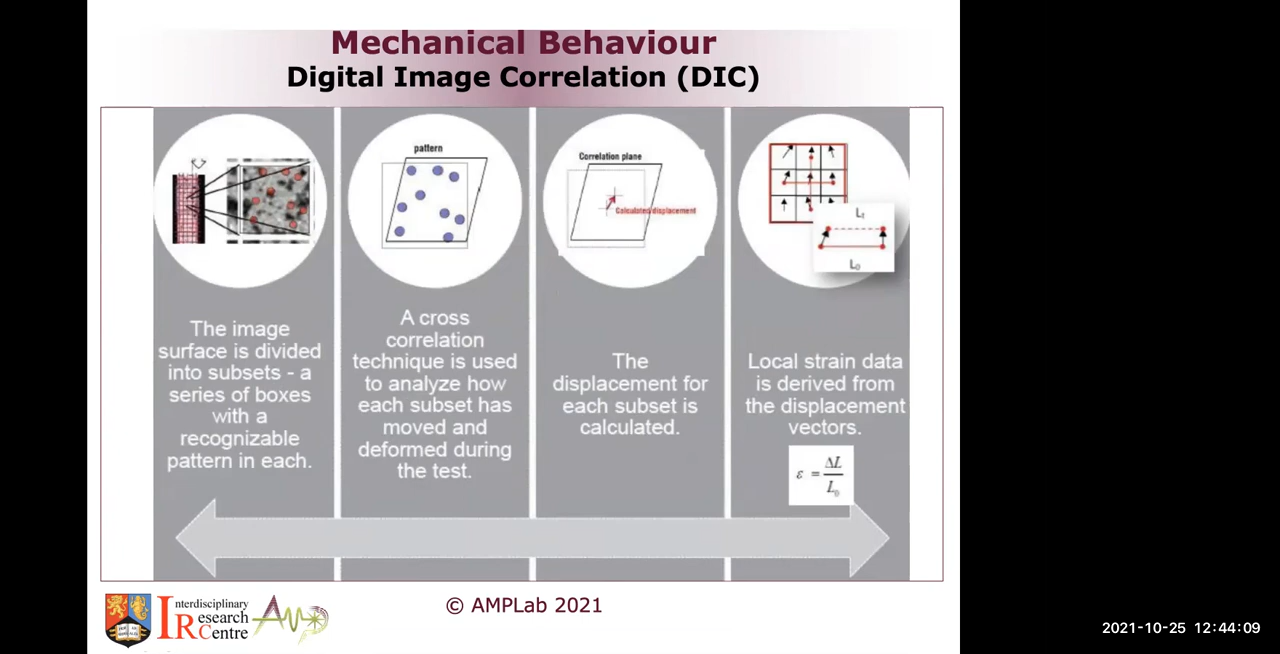 Mechanical Behaviour
Digital Image Correlation (DIC)
The image
surface is divided
into subsets - a
series of boxes
with a
recognizable
pattern in each.
pattern
A cross
correlation
technique is used
to analyze how
each subset has
moved and
deformed during
the test.
Correlation plane
Calculated displacement
The
displacement for
each subset is
calculated.
Lt
L0
Local strain data
is derived from
the displacement
vectors.
ε = ΔL / L0
Interdisciplinary
Research
Centre
© AMPLab 2021
2021-10-25 12:44:09